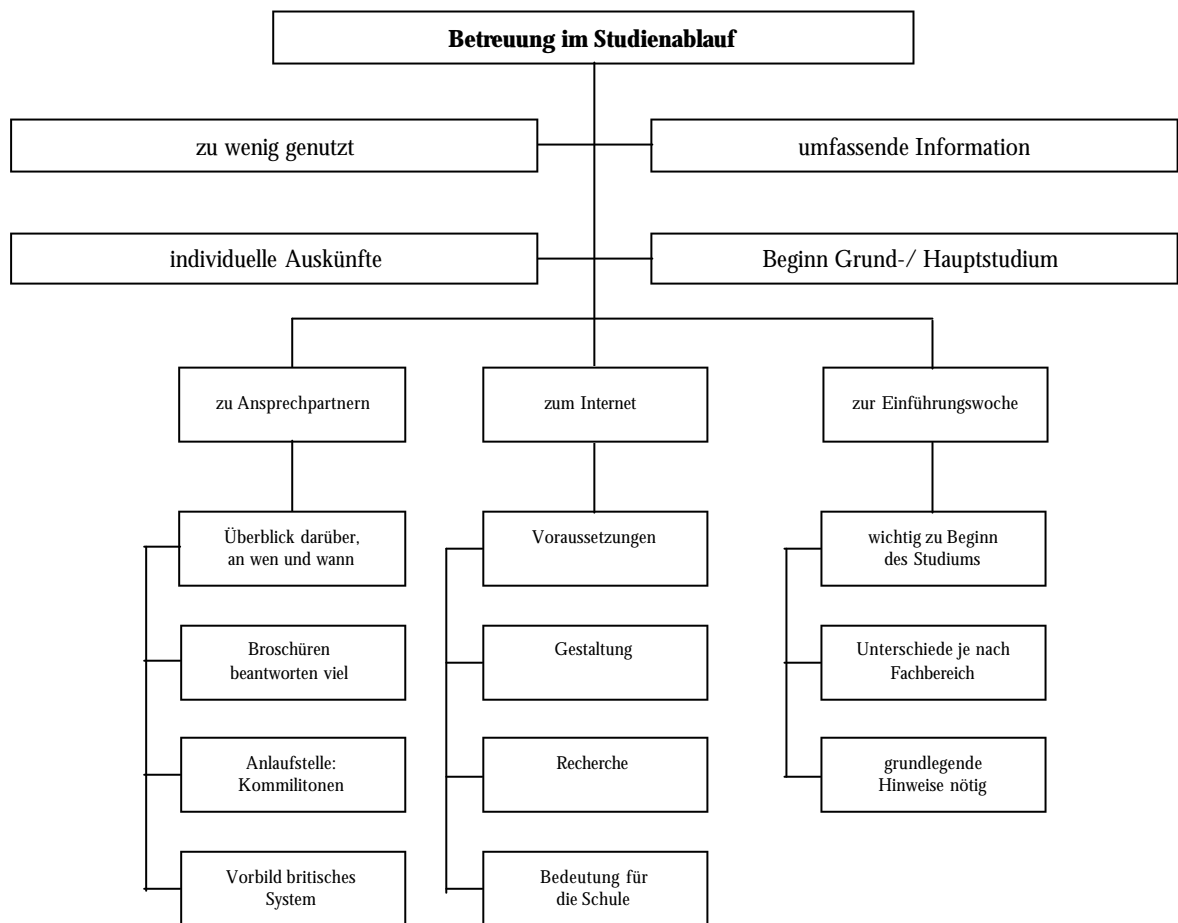 Betreuung im Studienablauf
zu wenig genutzt
umfassende Information
individuelle Auskünfte
Beginn Grund-/ Hauptstudium
zu Ansprechpartnern
zum Internet
zur Einführungswoche
Überblick darüber,
an wen und wann
Broschüren
beantworten viel
Anlaufstelle:
Kommilitonen
Vorbild britisches
System
Voraussetzungen
Gestaltung
Recherche
Bedeutung für
die Schule
wichtig zu Beginn
des Studiums
Unterschiede je nach
Fachbereich
grundlegende
Hinweise nötig